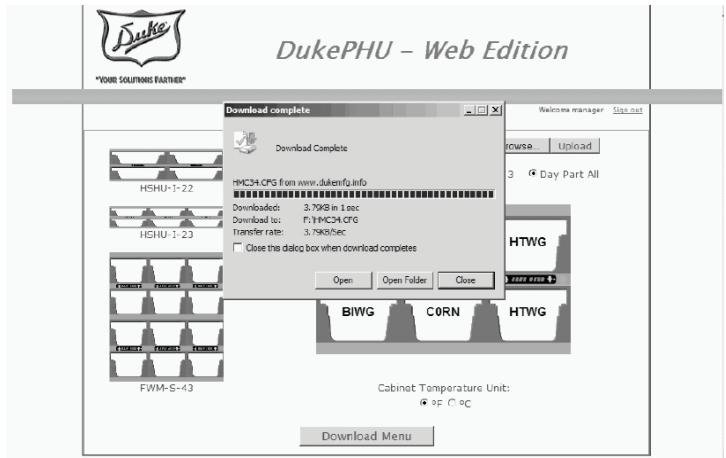 Duke
"YOUR SOLUTIONS PARTNER"
DukePHU – Web Edition
Welcome manager Sign out
Download complete
Download Complete
HMC34.CFG from www.dukemfg.info
Downloaded: 3.79KB in 1 sec
Download to: F:\HMC34.CFG
Transfer rate: 3.79KB/Sec
Close this dialog box when download completes
Open Open Folder Close
rowse... Upload
3 Day Part All
HSHU-I-22
HSHU-I-23
FWM-S-43
HTWG
BIWG CORN HTWG
Cabinet Temperature Unit:
ºF ºC
Download Menu